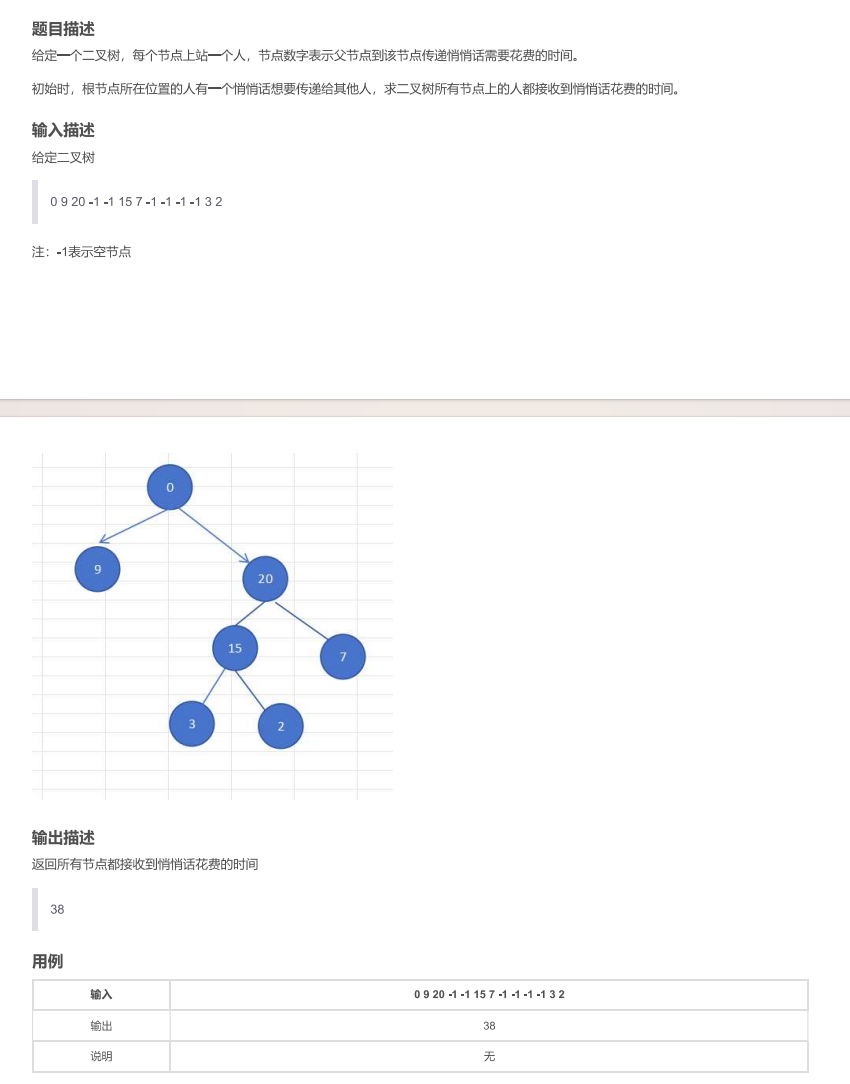 题目描述
给定一个二叉树，每个节点上站一个人，节点数字表示父节点到该节点传递悄悄话需要花费的时间。
初始时，根节点所在位置的人有一个悄悄话想要传递给其他人，求二叉树所有节点上的人都接收到悄悄话花费的时间。
输入描述
给定二叉树
0 9 20 -1 -1 15 7 -1 -1 -1 -1 3 2
注：-1表示空节点
0
9
20
15
7
3
2
输出描述
返回所有节点都接收到悄悄话花费的时间
38
用例
输入 0 9 20 -1 -1 15 7 -1 -1 -1 -1 3 2
输出 38
说明 无